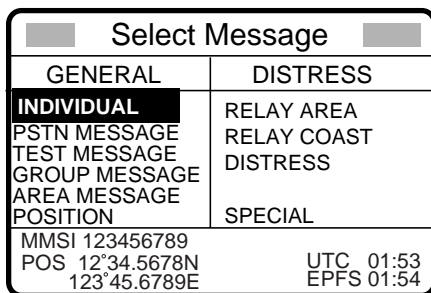 Select Message
GENERAL
INDIVIDUAL
PSTN MESSAGE
TEST MESSAGE
GROUP MESSAGE
AREA MESSAGE
POSITION
DISTRESS
RELAY AREA
RELAY COAST
DISTRESS
SPECIAL
MMSI 123456789
POS 12°34.5678N
123°45.6789E
UTC 01:53
EPFS 01:54